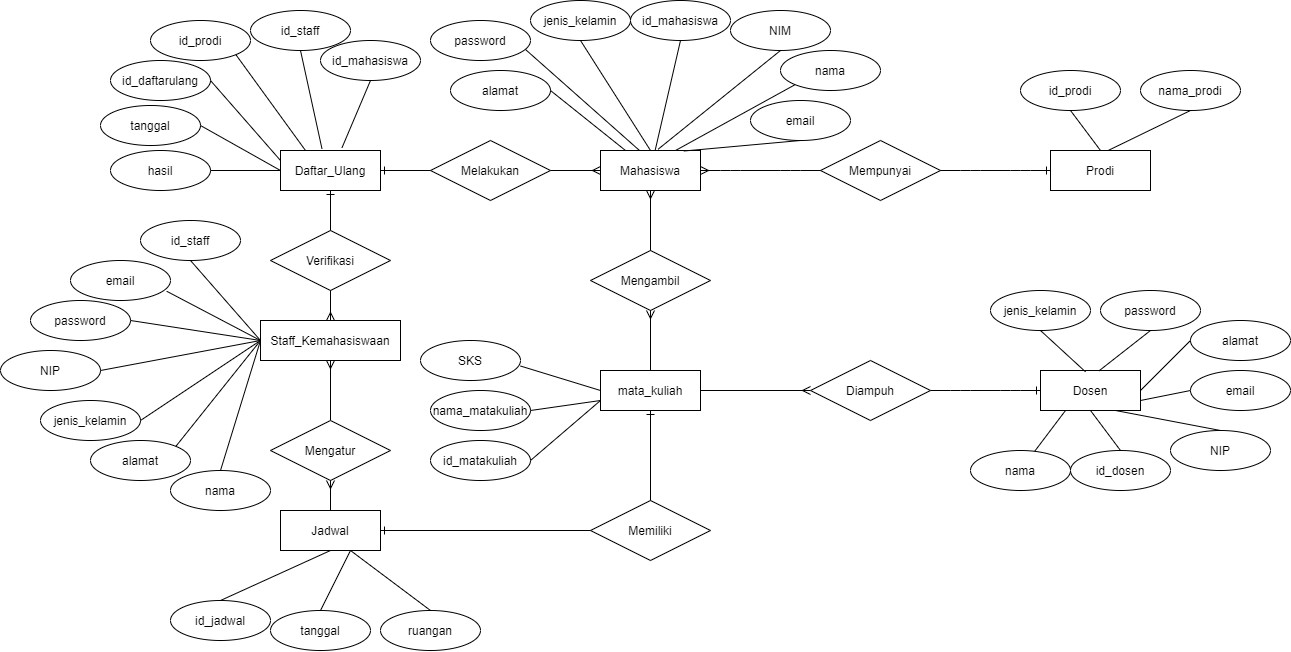 jenis_kelamin
id_mahasiswa
id_staff
NIM
id_prodi
password
id_mahasiswa
nama
id_daftarulang
alamat
id_prodi
nama_prodi
tanggal
email
hasil
Daftar_Ulang
Melakukan
Mahasiswa
Mempunyai
Prodi
id_staff
Verifikasi
email
Mengambil
password
jenis_kelamin
password
Staff_Kemahasiswaan
alamat
NIP
SKS
mata_kuliah
Diampuh
Dosen
email
nama_matakuliah
jenis_kelamin
Mengatur
NIP
alamat
id_matakuliah
nama
id_dosen
nama
Jadwal
Memiliki
id_jadwal
tanggal
ruangan